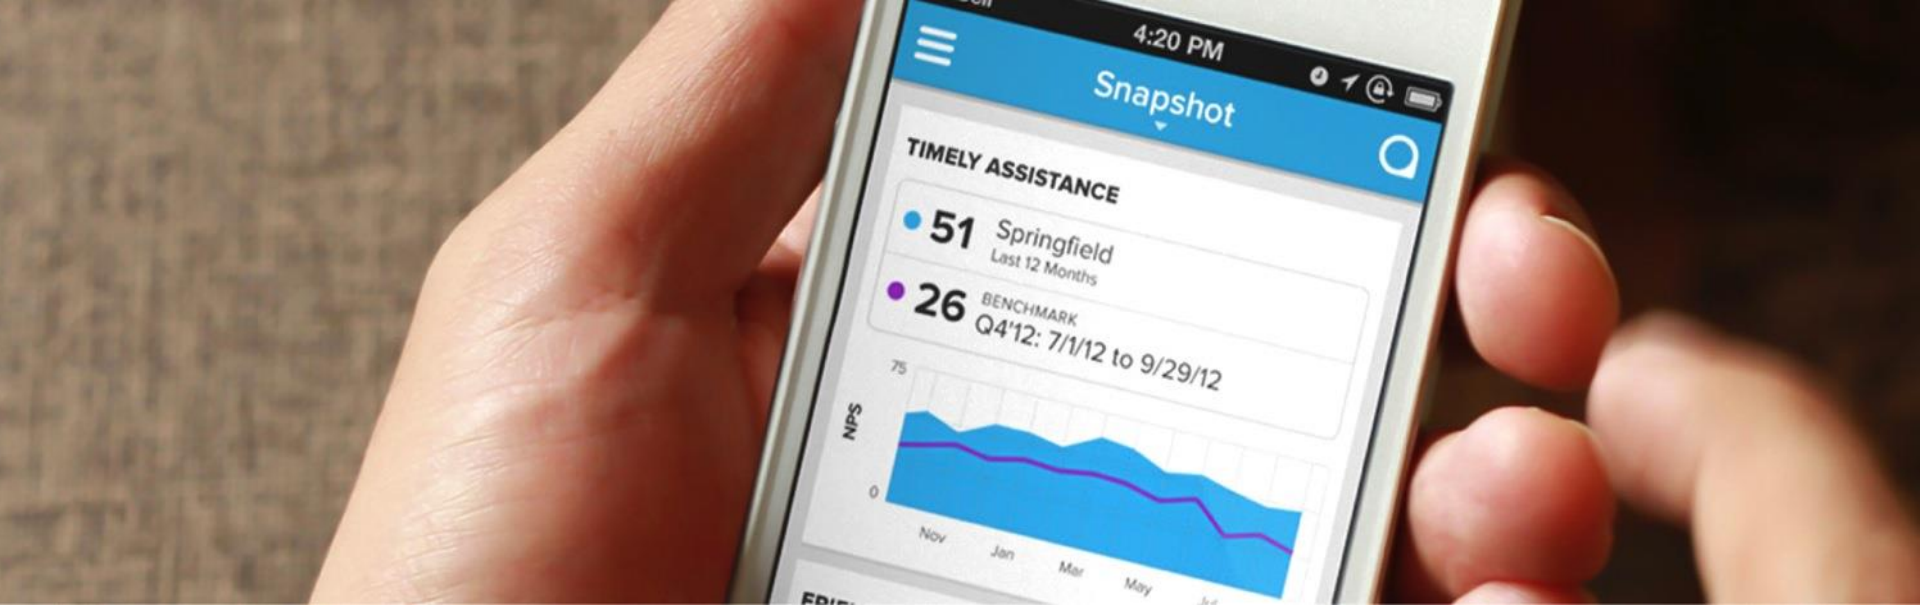 4:20 PM
Snapshot
TIMELY ASSISTANCE
51 Springfield
Last 12 Months
26 BENCHMARK
Q4'12: 7/1/12 to 9/29/12
75
NPS
0
Nov Jan Mar May